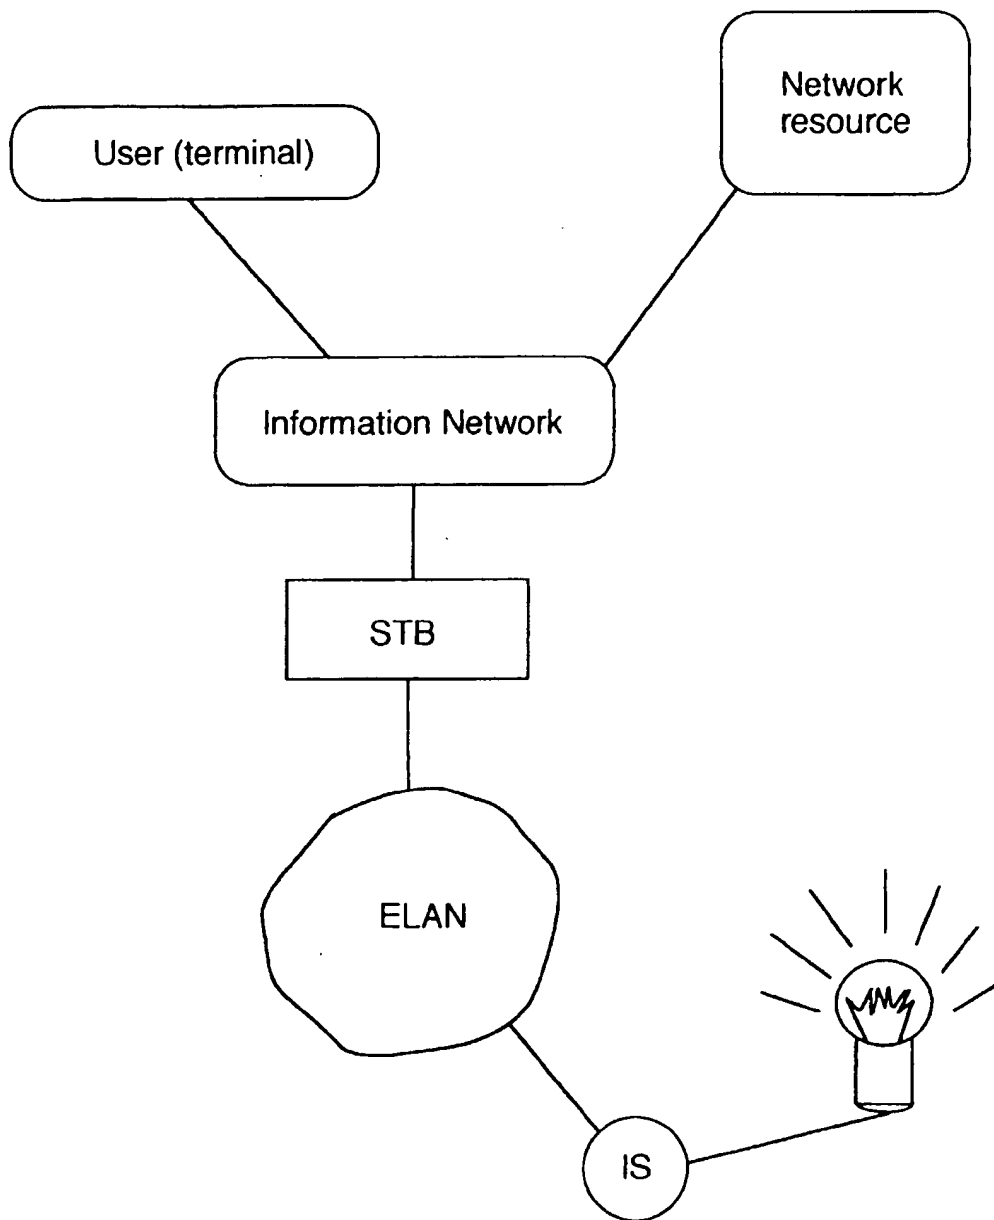 Network
resource
User (terminal)
Information Network
STB
ELAN
IS